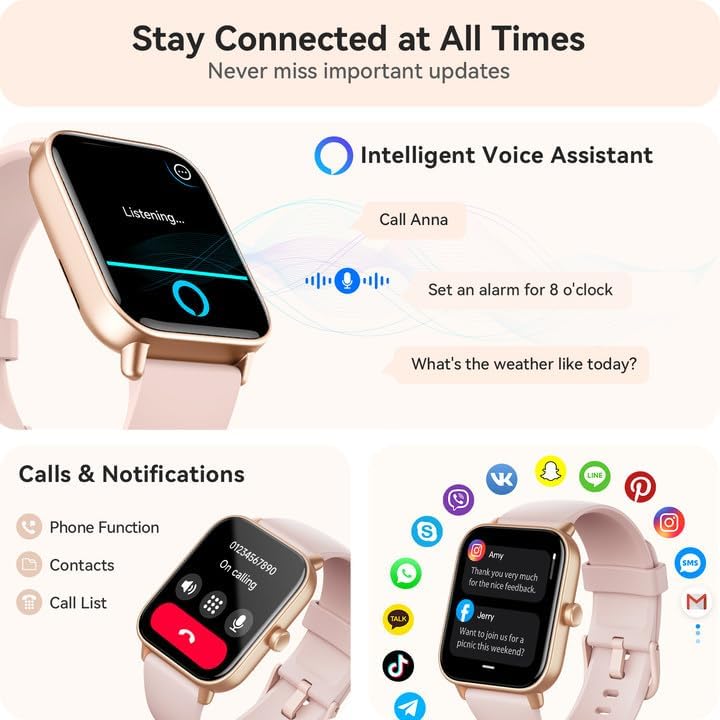 Stay Connected at All Times
Never miss important updates
Intelligent Voice Assistant
Listening...
Call Anna
Set an alarm for 8 o'clock
What's the weather like today?
Calls & Notifications
Phone Function
Contacts
Call List
01234567890
On calling
LINE
SMS
TALK
Amy
Thank you very much
for the nice feedback.
Jerry
Want to join us for a
picnic this weekend?